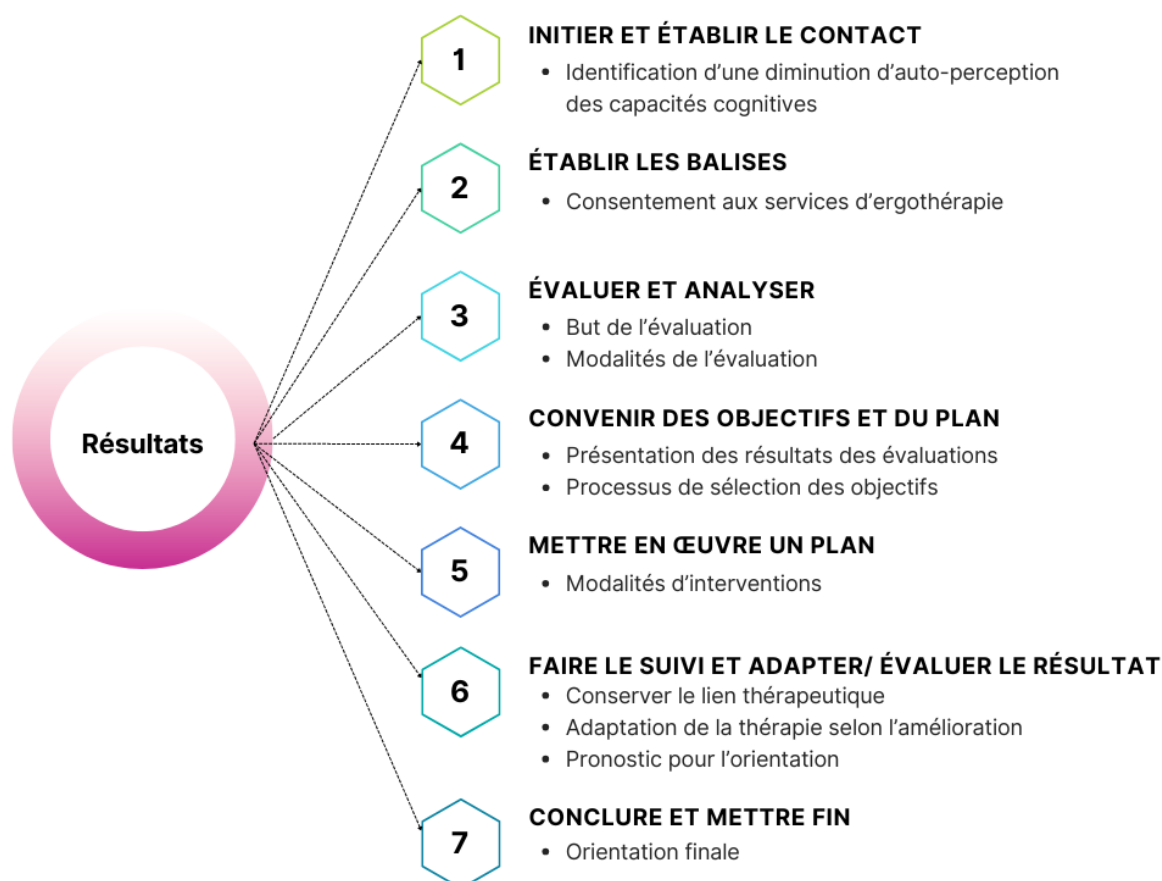 Résultats
1
INITIER ET ÉTABLIR LE CONTACT
• Identification d’une diminution d’auto-perception
des capacités cognitives
2
ÉTABLIR LES BALISES
• Consentement aux services d’ergothérapie
3
ÉVALUER ET ANALYSER
• But de l’évaluation
• Modalités de l’évaluation
4
CONVENIR DES OBJECTIFS ET DU PLAN
• Présentation des résultats des évaluations
• Processus de sélection des objectifs
5
METTRE EN ŒUVRE UN PLAN
• Modalités d’interventions
6
FAIRE LE SUIVI ET ADAPTER/ ÉVALUER LE RÉSULTAT
• Conserver le lien thérapeutique
• Adaptation de la thérapie selon l’amélioration
• Pronostic pour l’orientation
7
CONCLURE ET METTRE FIN
• Orientation finale